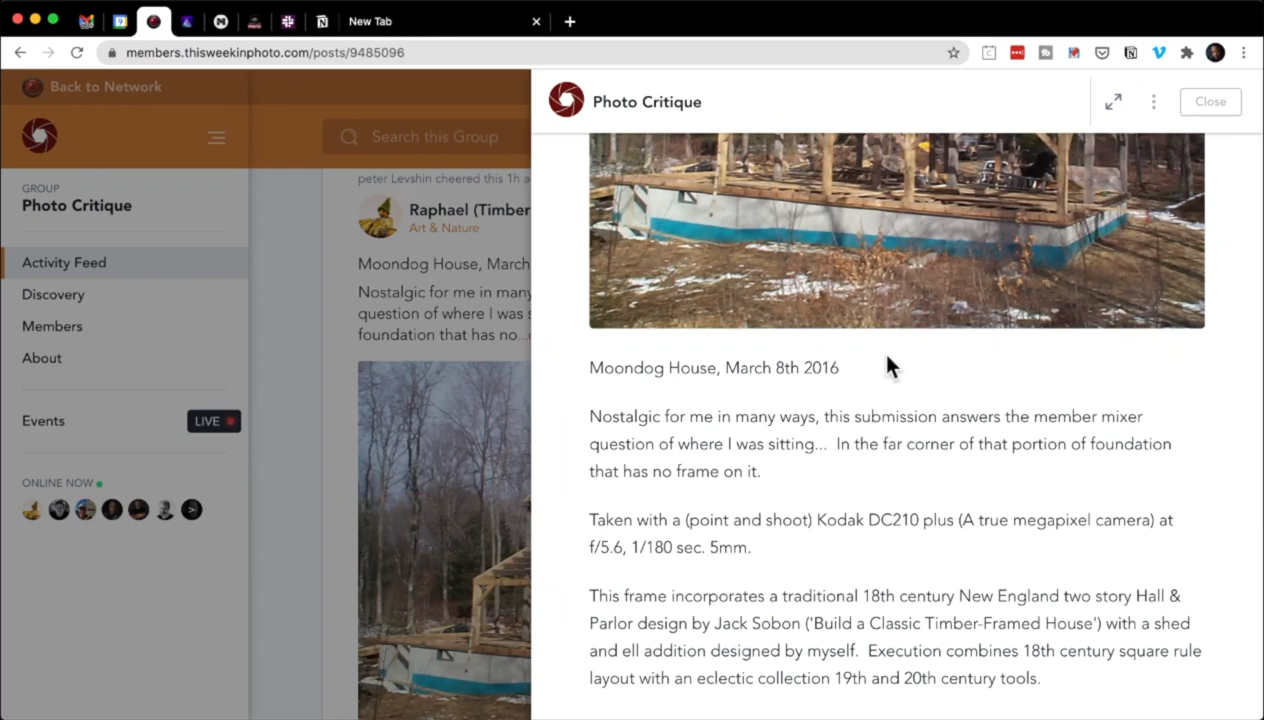 New Tab
members.thisweekinphoto.com/posts/9485096
Back to Network
Search this Group
GROUP
Photo Critique
Activity Feed
Discovery
Members
About
Events
LIVE
ONLINE NOW
peter Levshin cheered this 1h a
Raphael (Timber
Art & Nature
Moondog House, March
Nostalgic for me in many
question of where I was s
foundation that has no...
Photo Critique
Close
Moondog House, March 8th 2016
Nostalgic for me in many ways, this submission answers the member mixer
question of where I was sitting... In the far corner of that portion of foundation
that has no frame on it.
Taken with a (point and shoot) Kodak DC210 plus (A true megapixel camera) at
f/5.6, 1/180 sec. 5mm.
This frame incorporates a traditional 18th century New England two story Hall &
Parlor design by Jack Sobon ('Build a Classic Timber-Framed House') with a shed
and ell addition designed by myself. Execution combines 18th century square rule
layout with an eclectic collection 19th and 20th century tools.